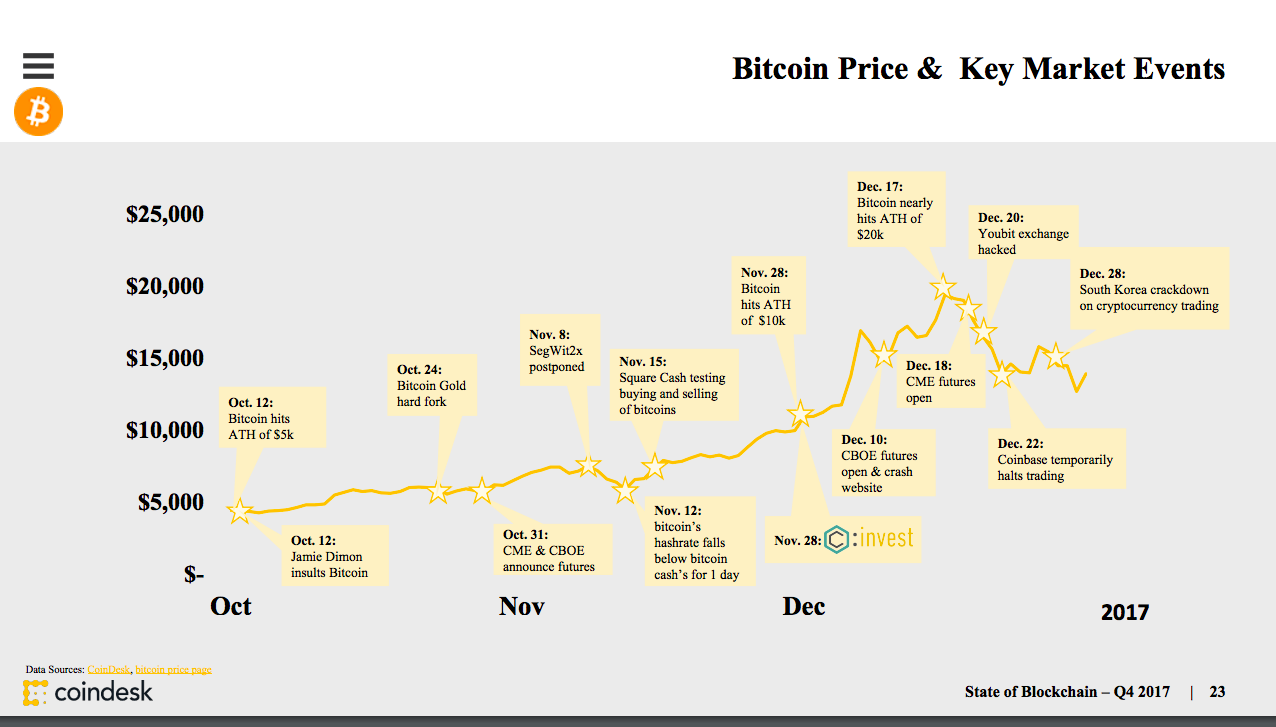 Bitcoin Price &  Key Market Events
$25,000
$20,000
$15,000
$10,000
$5,000
$-
Oct
Nov
Dec
2017
Oct. 12:
Bitcoin hits
ATH of $5k
Oct. 12:
Jamie Dimon
insults Bitcoin
Oct. 24:
Bitcoin Gold
hard fork
Oct. 31:
CME & CBOE
announce futures
Nov. 8:
SegWit2x
postponed
Nov. 12:
bitcoin’s
hashrate falls
below bitcoin
cash’s for 1 day
Nov. 15:
Square Cash testing
buying and selling
of bitcoins
Nov. 28:
Bitcoin
hits ATH
of  $10k
Nov. 28: C:invest
Dec. 10:
CBOE futures
open & crash
website
Dec. 17:
Bitcoin nearly
hits ATH of
$20k
Dec. 18:
CME futures
open
Dec. 20:
Youbit exchange
hacked
Dec. 22:
Coinbase temporarily
halts trading
Dec. 28:
South Korea crackdown
on cryptocurrency trading
Data Sources: CoinDesk, bitcoin price page
coindesk
State of Blockchain – Q4 2017 | 23